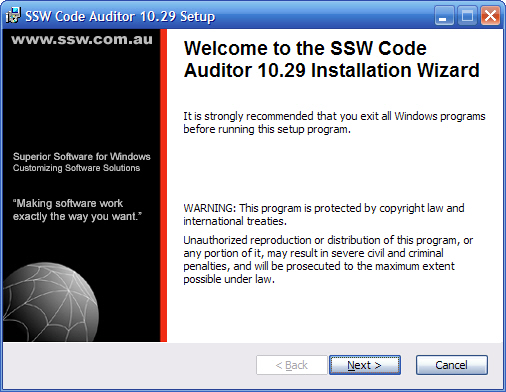 SSW Code Auditor 10.29 Setup
www.ssw.com.au
Welcome to the SSW Code
Auditor 10.29 Installation Wizard
It is strongly recommended that you exit all Windows programs
before running this setup program.
Superior Software for Windows
Customizing Software Solutions
“Making software work
exactly the way you want.”
WARNING: This program is protected by copyright law and
international treaties.
Unauthorized reproduction or distribution of this program, or
any portion of it, may result in severe civil and criminal
penalties, and will be prosecuted to the maximum extent
possible under law.
< Back
Next >
Cancel